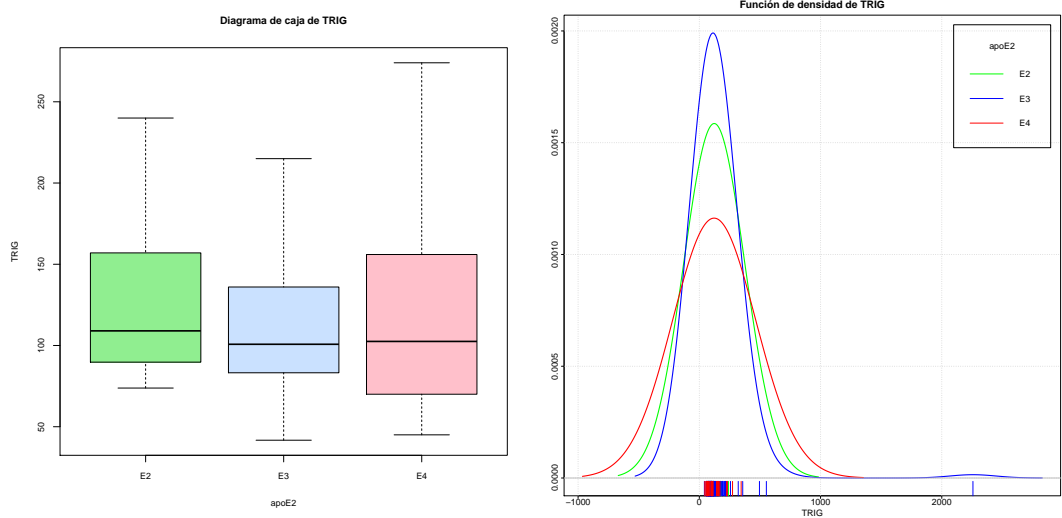 Diagrama de caja de TRIG
TRIG
250
200
150
100
50
E2
E3
E4
apoE2
Función de densidad de TRIG
0.0020
0.0015
0.0010
0.0005
0.0000
−1000
0
1000
2000
TRIG
apoE2
E2
E3
E4